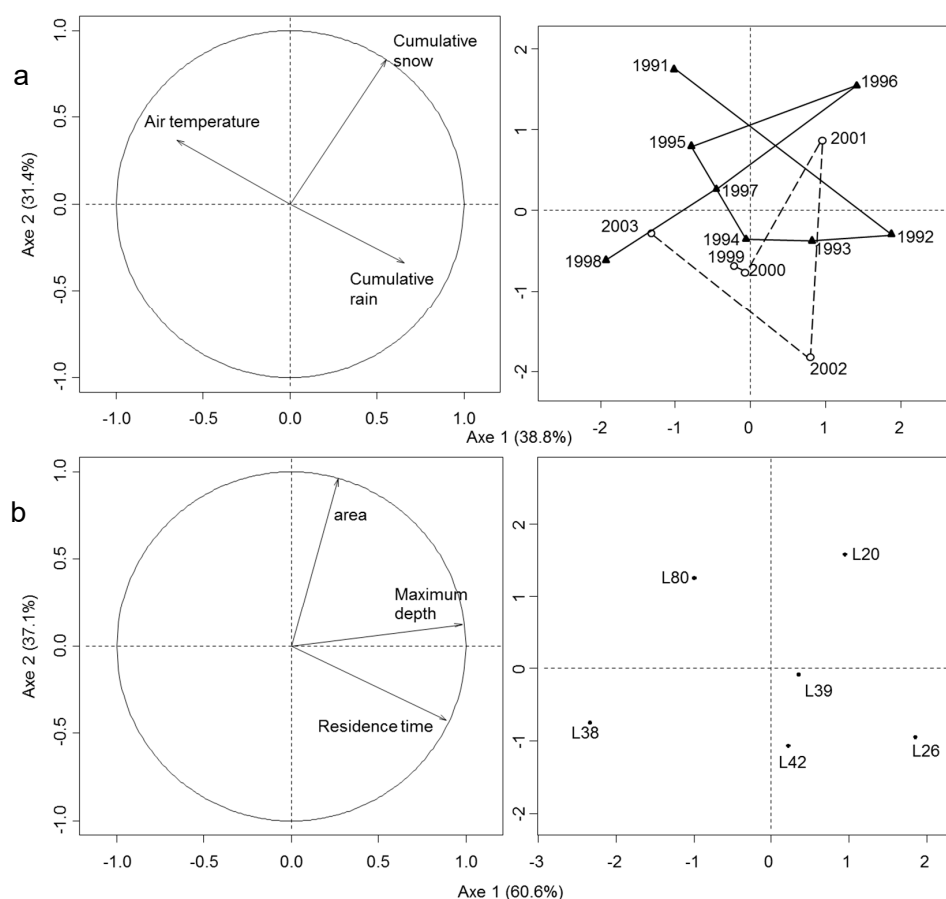 a
Axe 2 (31.4%)
1.0
0.5
0.0
-0.5
-1.0
Cumulative
snow
Air temperature
Cumulative
rain
-1.0
-0.5
0.0
0.5
1.0
2
1
0
-1
-2
1991
1996
1995
2001
1997
2003
1992
1994
1993
1998
1999
2000
2002
-2
-1
0
1
2
Axe 1 (38.8%)
b
Axe 2 (37.1%)
1.0
0.5
0.0
-0.5
-1.0
area
Maximum
depth
Residence time
-1.0
-0.5
0.0
0.5
1.0
2
1
0
-1
-2
L20
L80
L39
L38
L42
L26
-3
-2
-1
0
1
2
Axe 1 (60.6%)